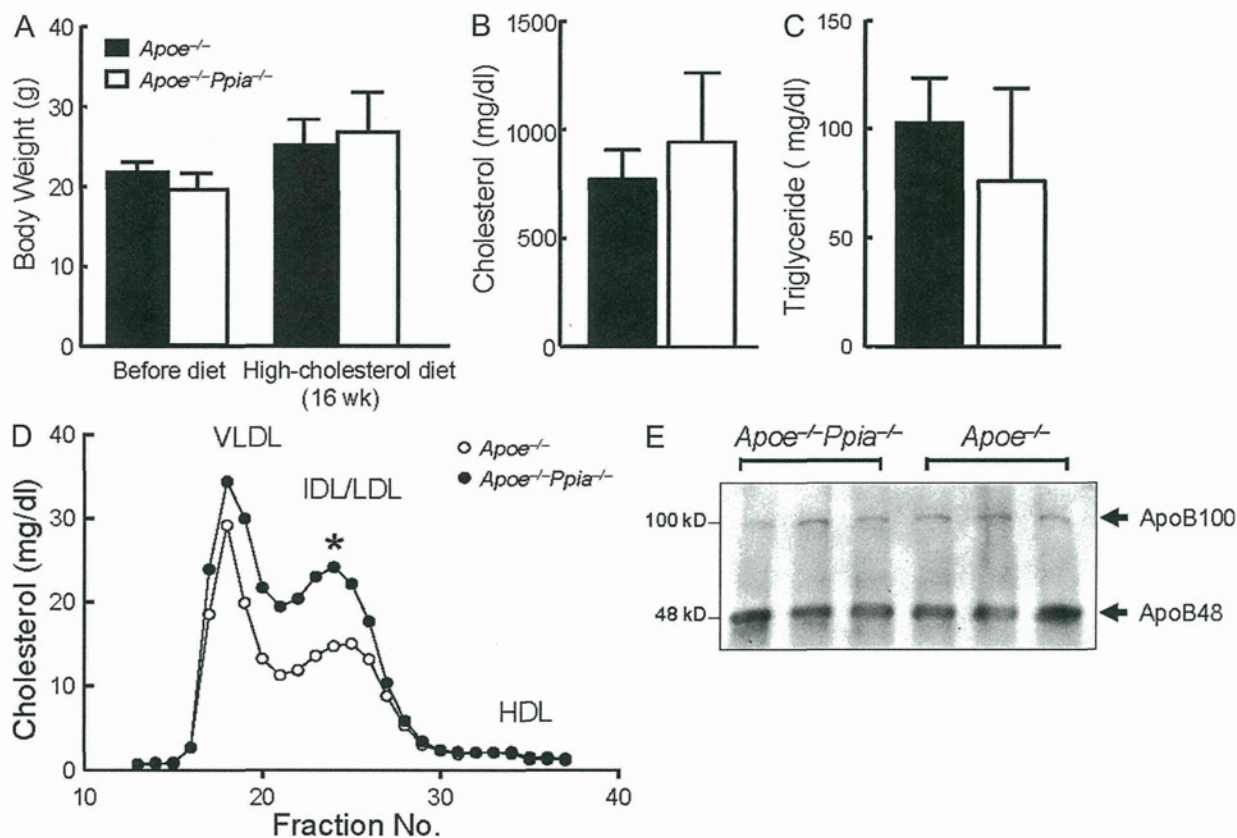 A
Body Weight (g)
40
30
20
10
0
Apoe–/–
Apoe–/–Ppia–/–
Before diet
High-cholesterol diet
(16 wk)
B
Cholesterol (mg/dl)
1500
1000
500
0
C
Triglyceride ( mg/dl)
150
100
50
0
D
Cholesterol (mg/dl)
40
30
20
10
0
VLDL
IDL/LDL
*
HDL
Apoe–/–
Apoe–/–Ppia–/–
10 20 30 40
Fraction No.
E
Apoe–/–Ppia–/– Apoe–/–
100 kD
ApoB100
48 kD
ApoB48